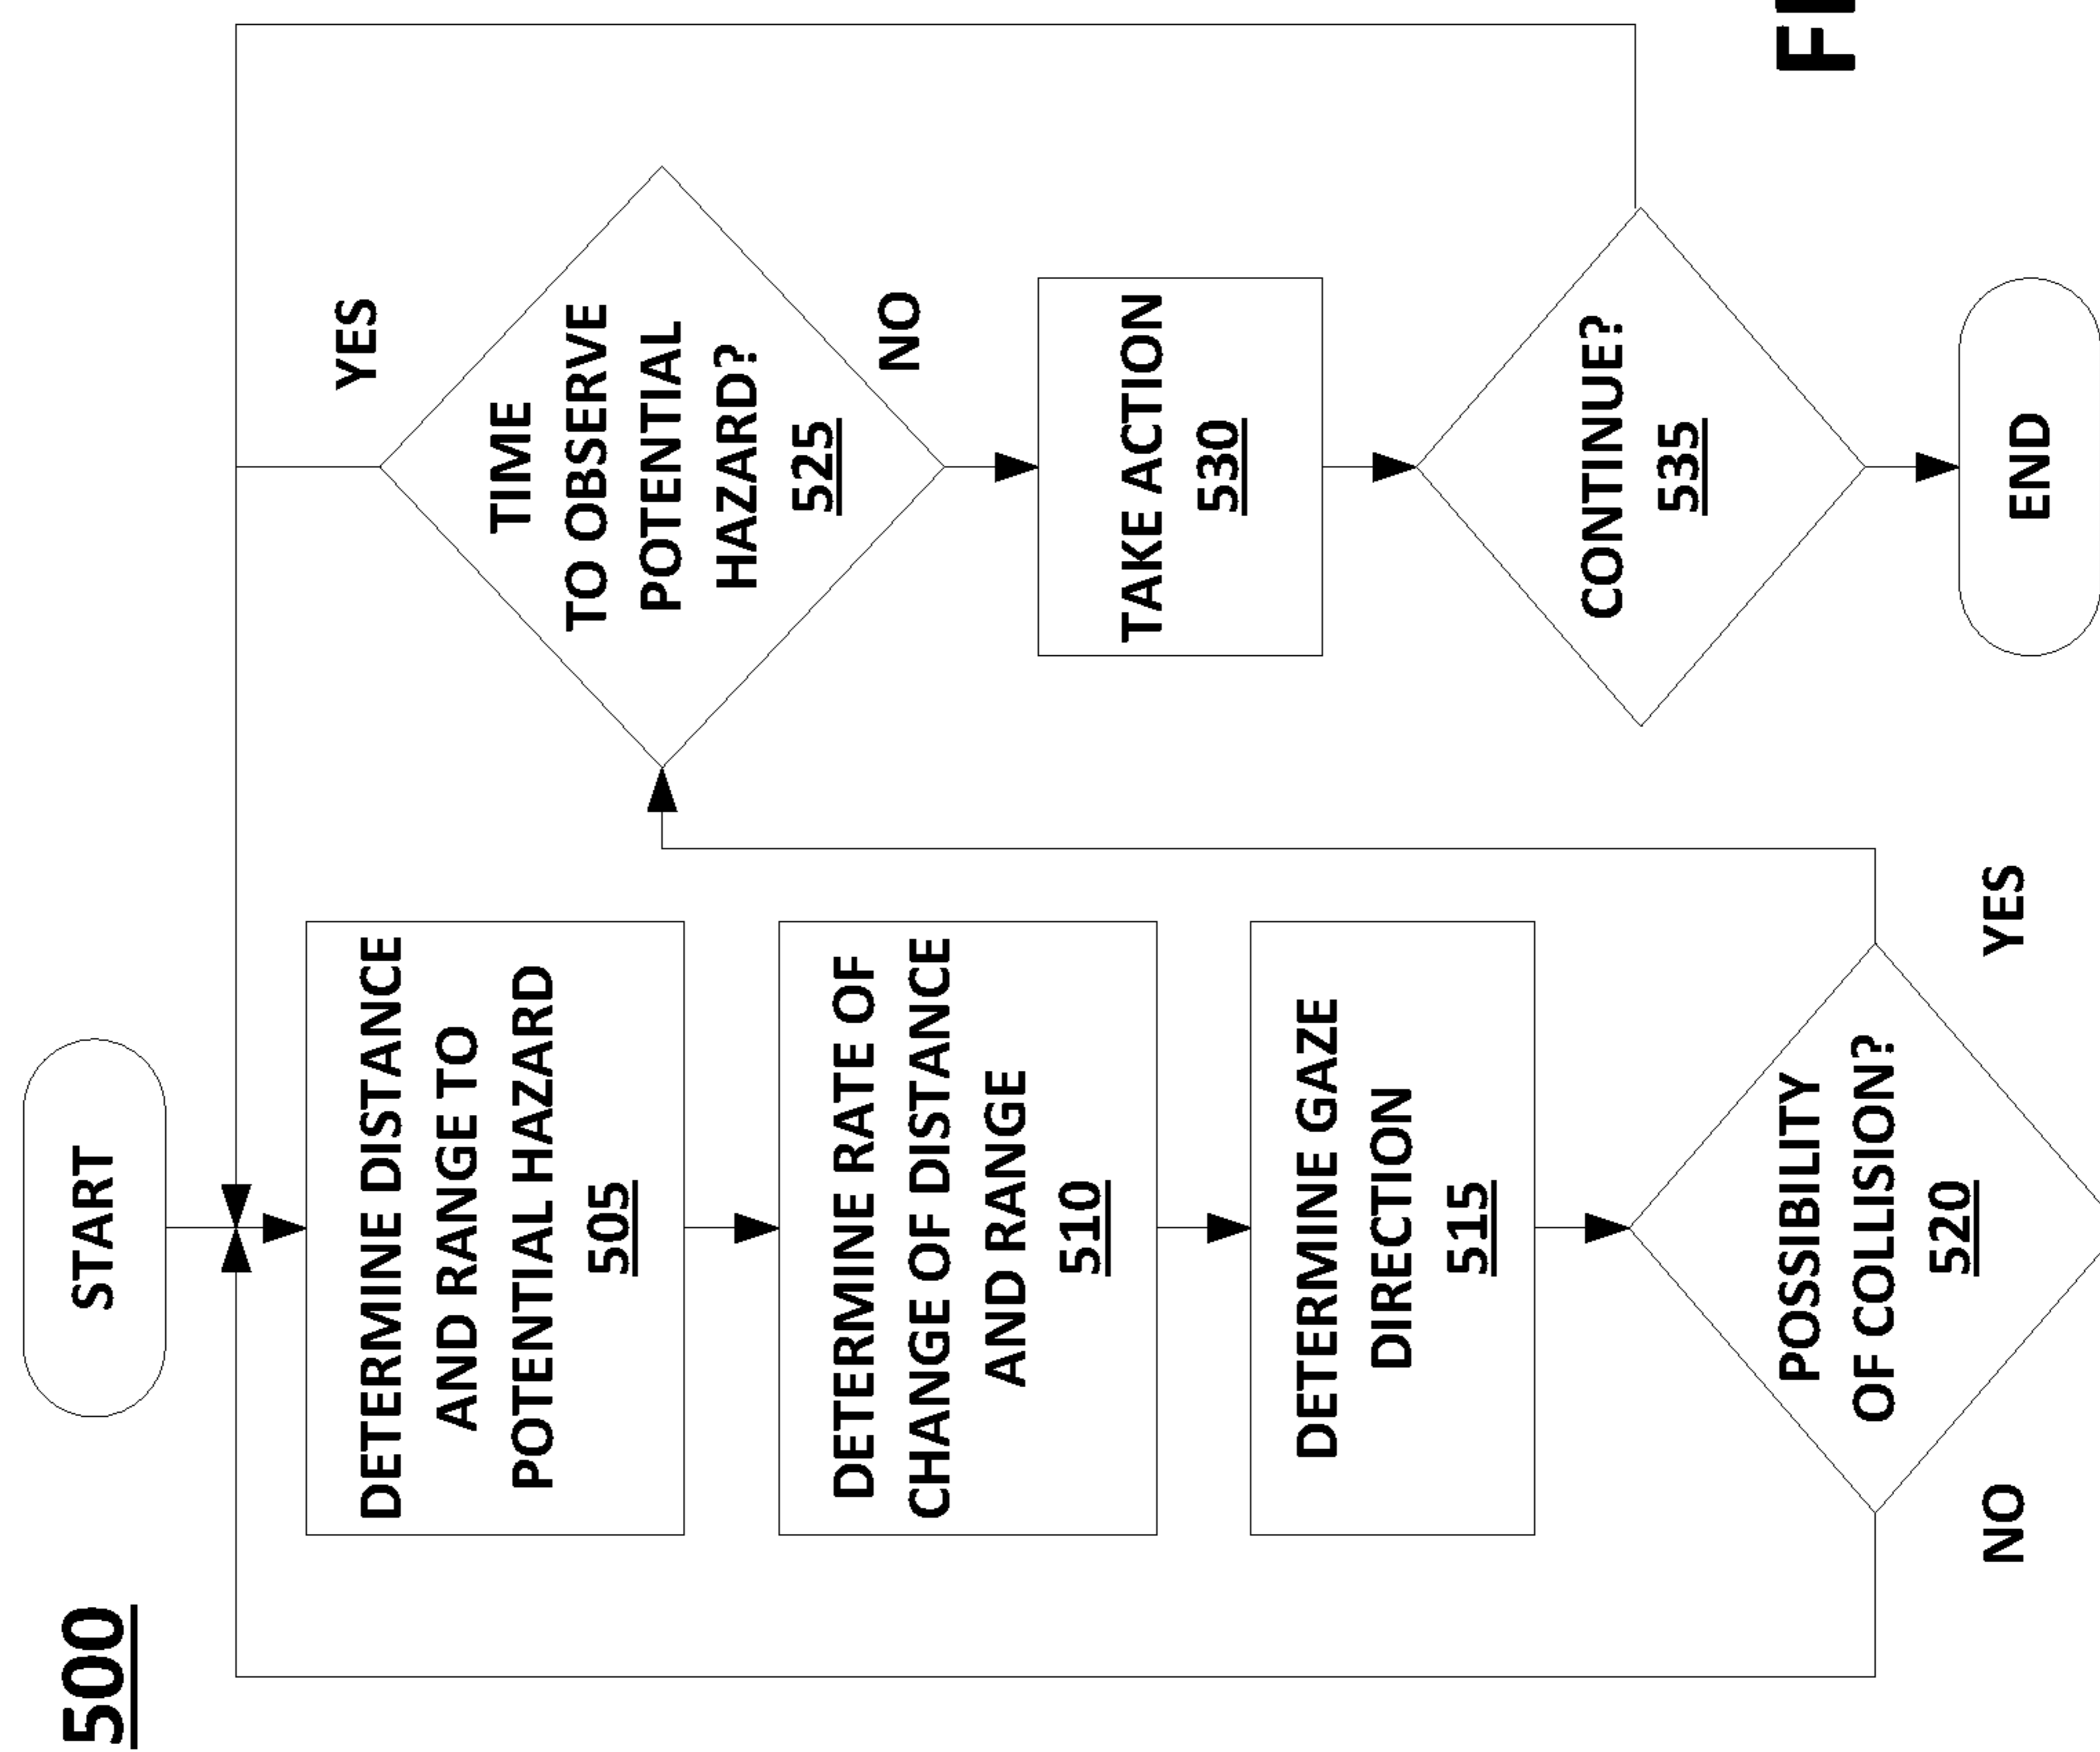 500
START
DETERMINE DISTANCE
AND RANGE TO
POTENTIAL HAZARD
505
DETERMINE RATE OF
CHANGE OF DISTANCE
AND RANGE
510
DETERMINE GAZE
DIRECTION
515
POSSIBILITY
OF COLLISION?
520
NO
YES
TIME
TO OBSERVE
POTENTIAL
HAZARD?
525
YES
NO
TAKE ACTION
530
CONTINUE?
535
END